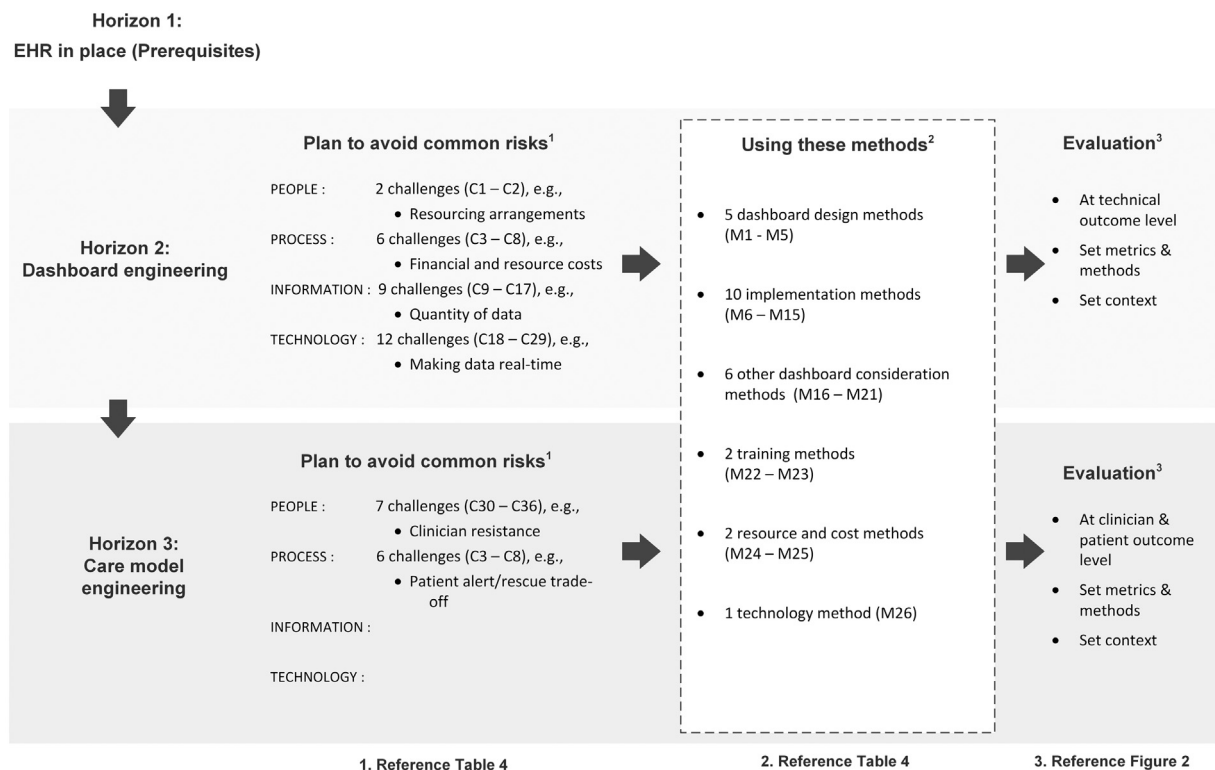 Horizon 1:
EHR in place (Prerequisites)
Plan to avoid common risks¹
PEOPLE : 2 challenges (C1 – C2), e.g.,
• Resourcing arrangements
PROCESS : 6 challenges (C3 – C8), e.g.,
• Financial and resource costs
INFORMATION : 9 challenges (C9 – C17), e.g.,
• Quantity of data
TECHNOLOGY : 12 challenges (C18 – C29), e.g.,
• Making data real-time
Horizon 2:
Dashboard engineering
Using these methods²
• 5 dashboard design methods
(M1 - M5)
• 10 implementation methods
(M6 – M15)
• 6 other dashboard consideration
methods (M16 – M21)
• 2 training methods
(M22 – M23)
• 2 resource and cost methods
(M24 – M25)
• 1 technology method (M26)
Evaluation³
• At technical
outcome level
• Set metrics &
methods
• Set context
Horizon 3:
Care model
engineering
Plan to avoid common risks¹
PEOPLE : 7 challenges (C30 – C36), e.g.,
• Clinician resistance
PROCESS : 6 challenges (C3 – C8), e.g.,
• Patient alert/rescue trade-
off
INFORMATION :
TECHNOLOGY :
Evaluation³
• At clinician &
patient outcome
level
• Set metrics &
methods
• Set context
1. Reference Table 4
2. Reference Table 4
3. Reference Figure 2